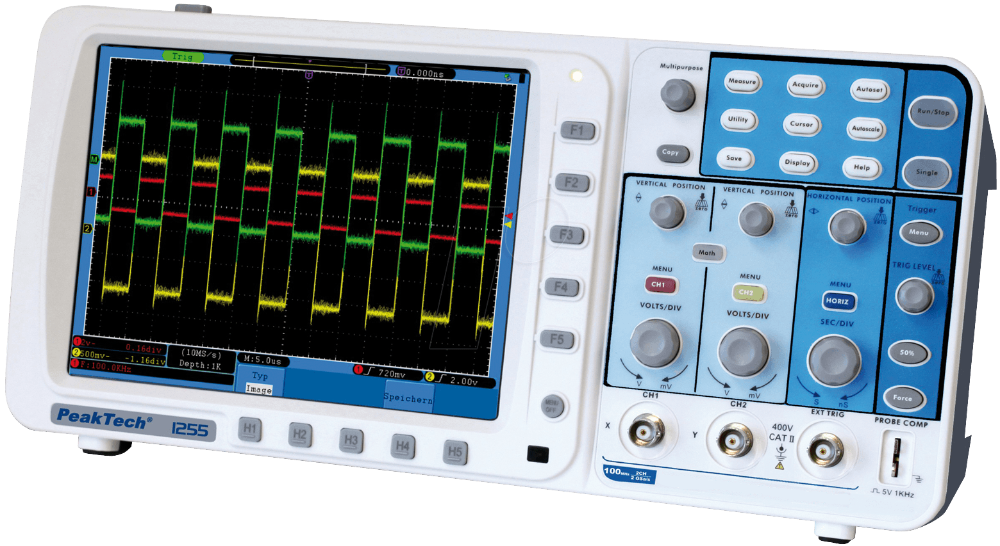 Trig
T
T 0.000ns
M
1
2
1 2v~ 0.16div
2 500mv~ -1.16div
1 F:100.0KHz
(10MS/s)
Depth:1K
M:5.0us
1 720mv
2 2.00v
Typ
Image
Speichern
F1
F2
F3
F4
F5
MENU
OFF
PeakTech® 1255
H1
H2
H3
H4
H5
Multipurpose
Copy
Measure
Acquire
Autoset
Utility
Cursor
Autoscale
Save
Display
Help
Run/Stop
Single
VERTICAL POSITION
zero
VERTICAL POSITION
zero
HORIZONTAL POSITION
zero
Trigger
Menu
Math
TRIG LEVEL
zero
MENU
CH1
MENU
CH2
MENU
HORIZ
VOLTS/DIV
VOLTS/DIV
SEC/DIV
50%
V mV
V mV
S nS
Force
CH1
CH2
EXT TRIG
PROBE COMP
X
Y
400V
CAT II
100MHz 2CH
2 GSa/s
5V 1KHz